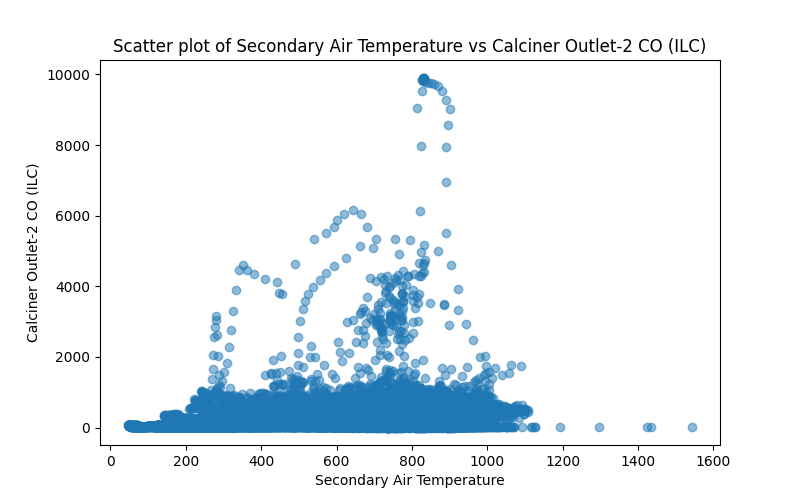 Scatter plot of Secondary Air Temperature vs Calciner Outlet-2 CO (ILC)
10000
8000
6000
4000
2000
0
Calciner Outlet-2 CO (ILC)
0 200 400 600 800 1000 1200 1400 1600
Secondary Air Temperature